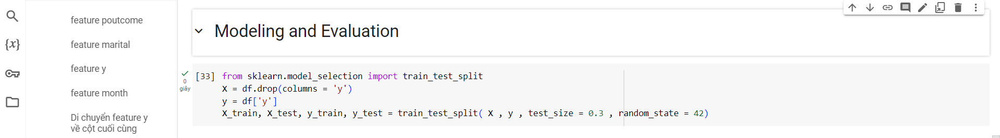 feature poutcome
feature marital
feature y
feature month
Di chuyển feature y
về cột cuối cùng
{x}
Modeling and Evaluation
0
giây
[33] from sklearn.model_selection import train_test_split
X = df.drop(columns = 'y')
y = df['y']
X_train, X_test, y_train, y_test = train_test_split( X , y , test_size = 0.3 , random_state = 42)